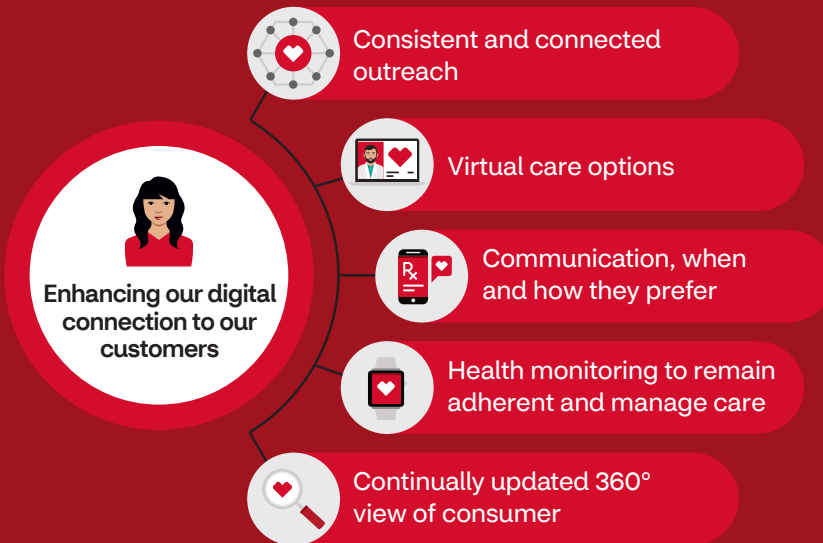 Consistent and connected
outreach
Virtual care options
Enhancing our digital
connection to our
customers
Rx
Communication, when
and how they prefer
Health monitoring to remain
adherent and manage care
Continually updated 360°
view of consumer